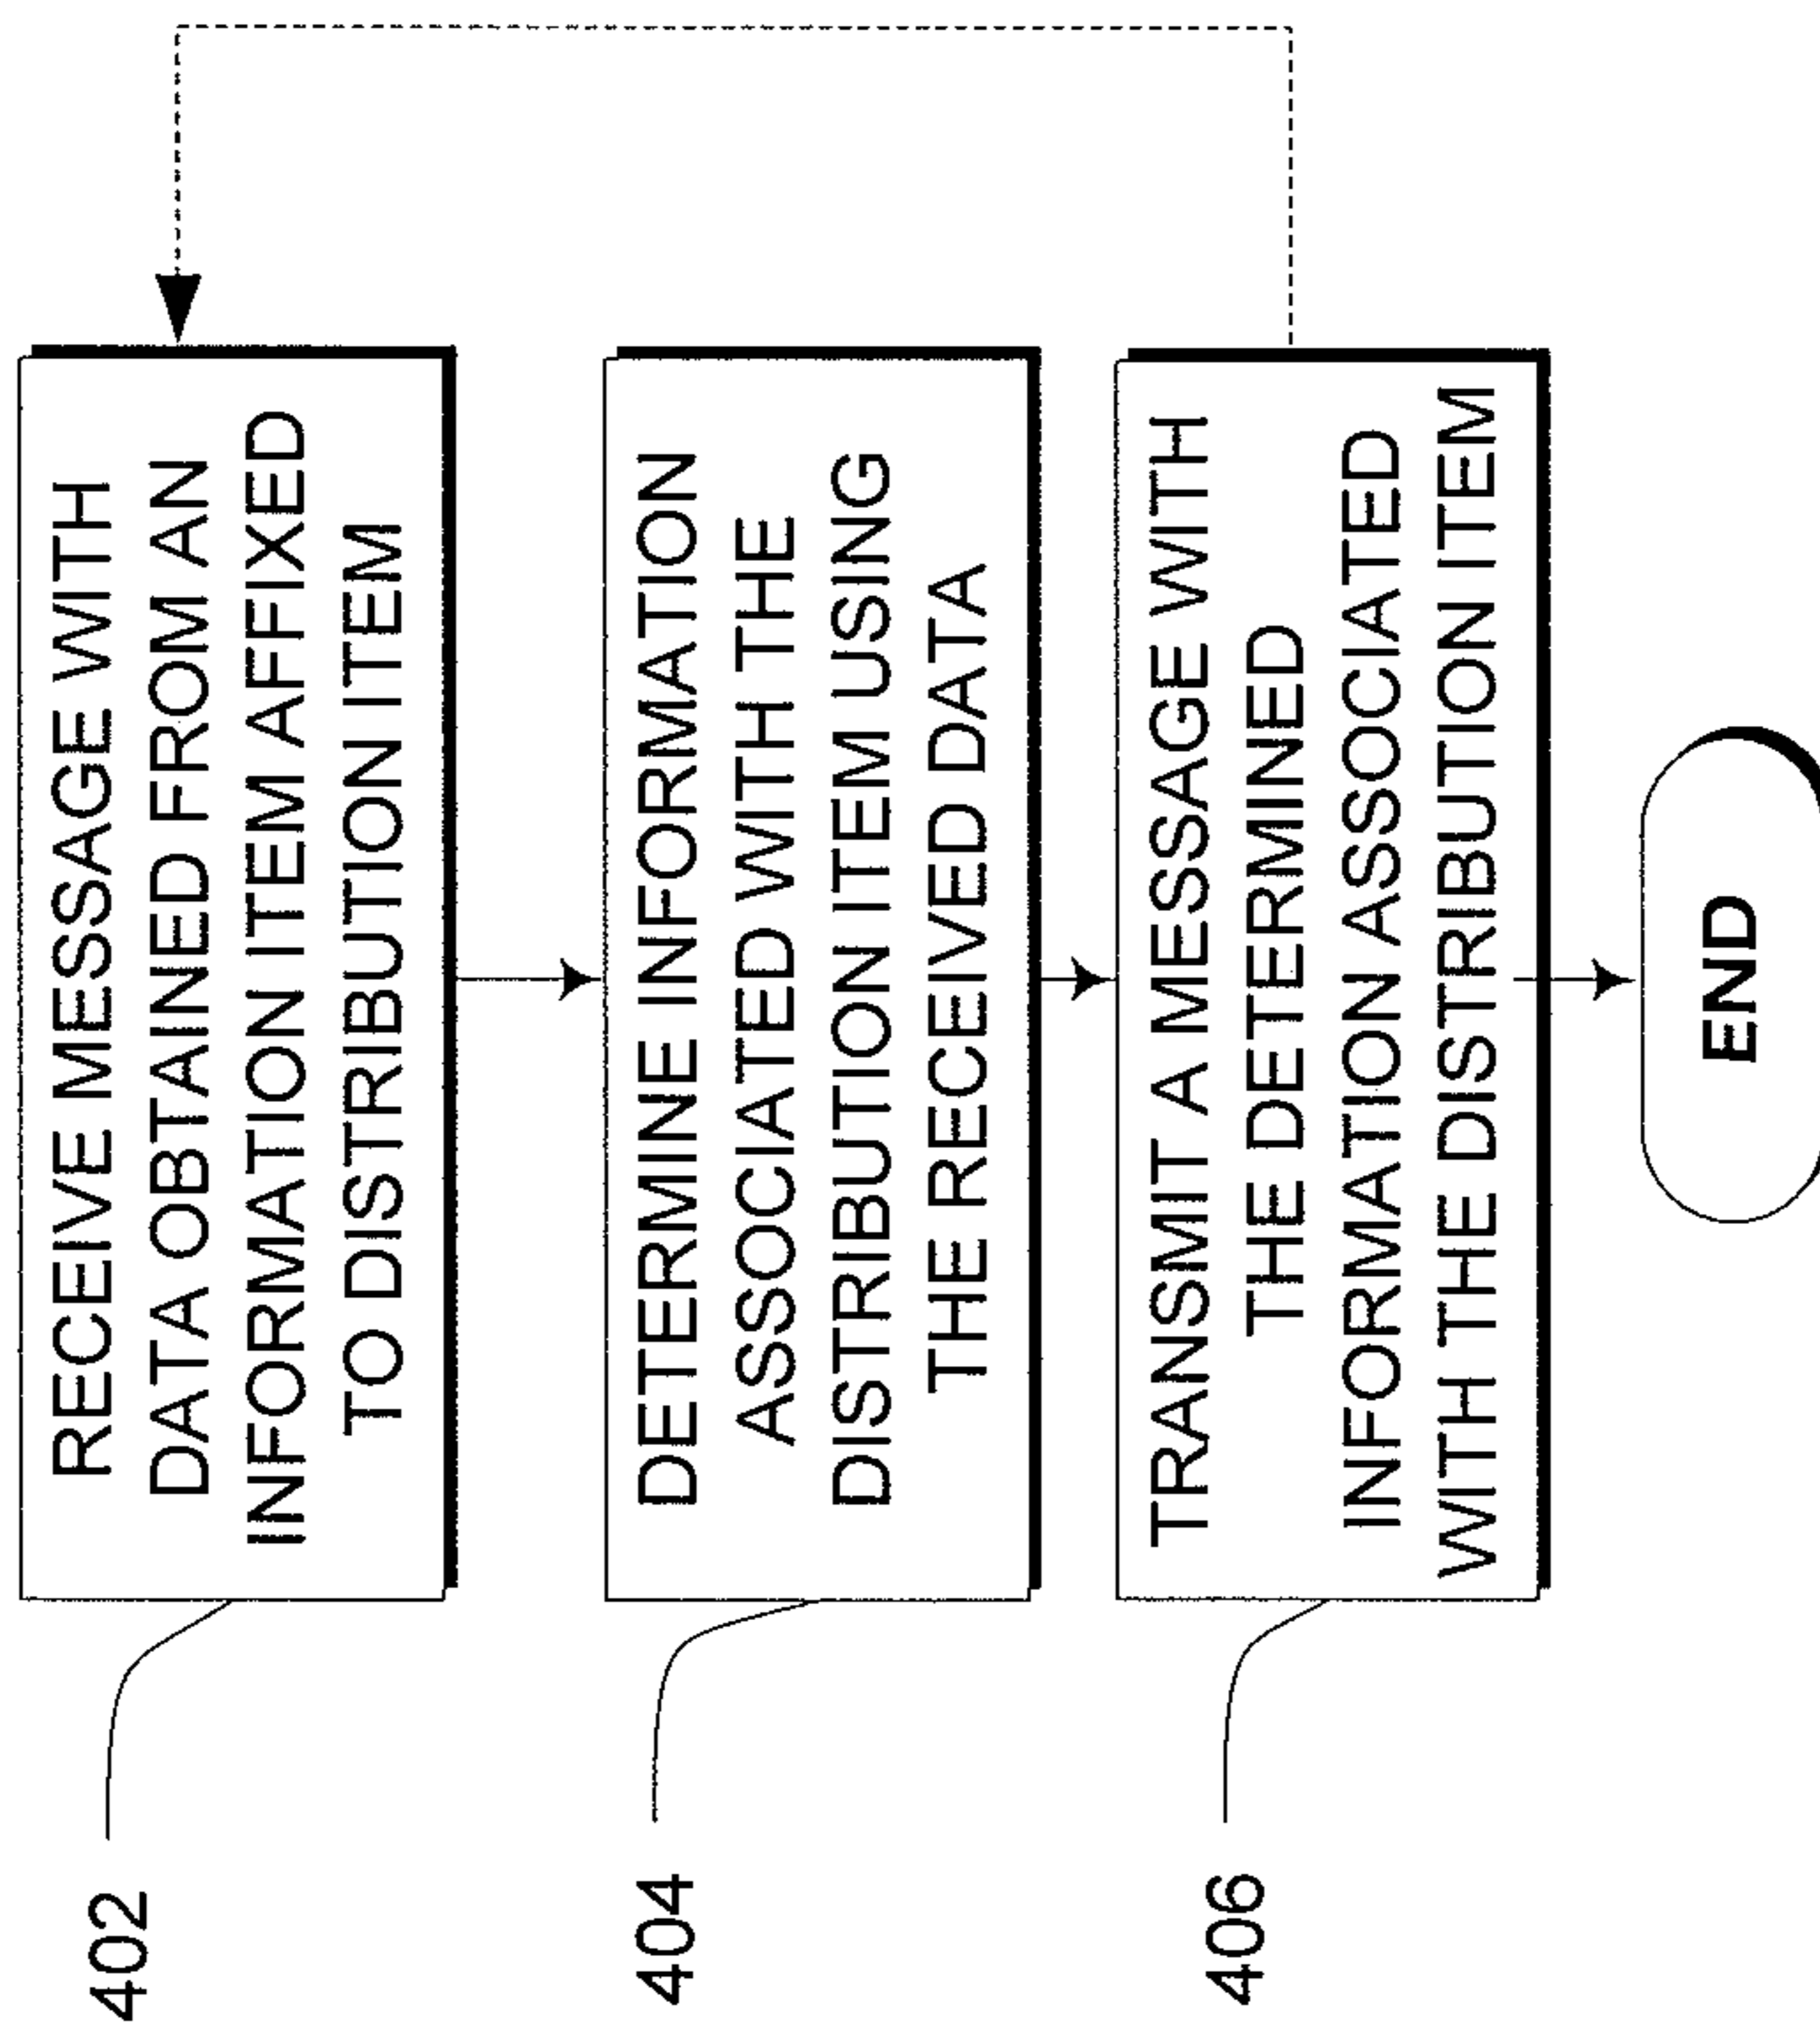 402
RECEIVE MESSAGE WITH
DATA OBTAINED FROM AN
INFORMATION ITEM AFFIXED
TO DISTRIBUTION ITEM
404
DETERMINE INFORMATION
ASSOCIATED WITH THE
DISTRIBUTION ITEM USING
THE RECEIVED DATA
406
TRANSMIT A MESSAGE WITH
THE DETERMINED
INFORMATION ASSOCIATED
WITH THE DISTRIBUTION ITEM
END